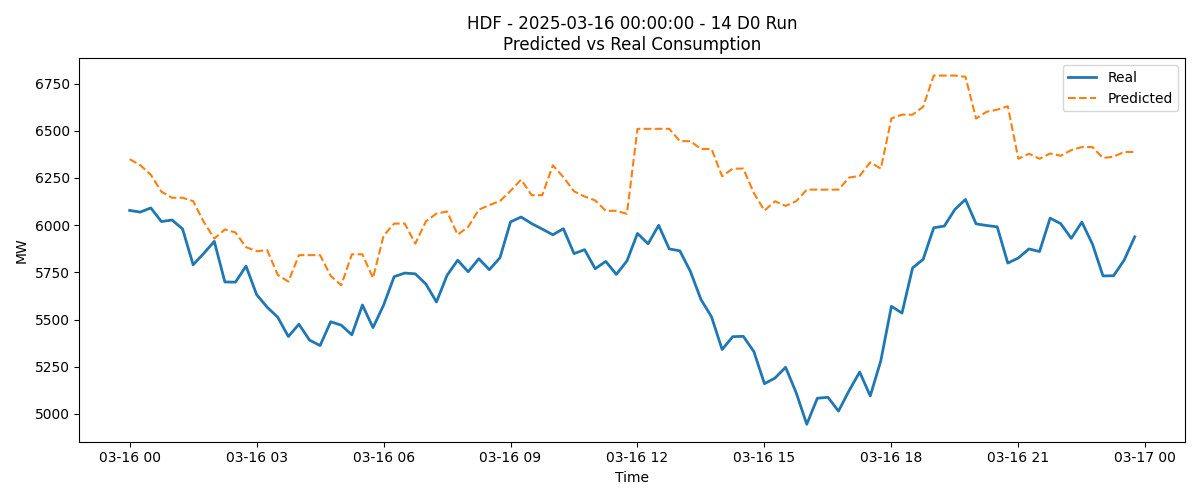 HDF - 2025-03-16 00:00:00 - 14 D0 Run
Predicted vs Real Consumption
Real
Predicted
MW
6750
6500
6250
6000
5750
5500
5250
5000
03-16 00 03-16 03 03-16 06 03-16 09 03-16 12 03-16 15 03-16 18 03-16 21 03-17 00
Time